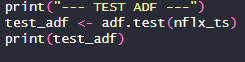 print("--- TEST ADF ---")
test_adf <- adf.test(nflx_ts)
print(test_adf)